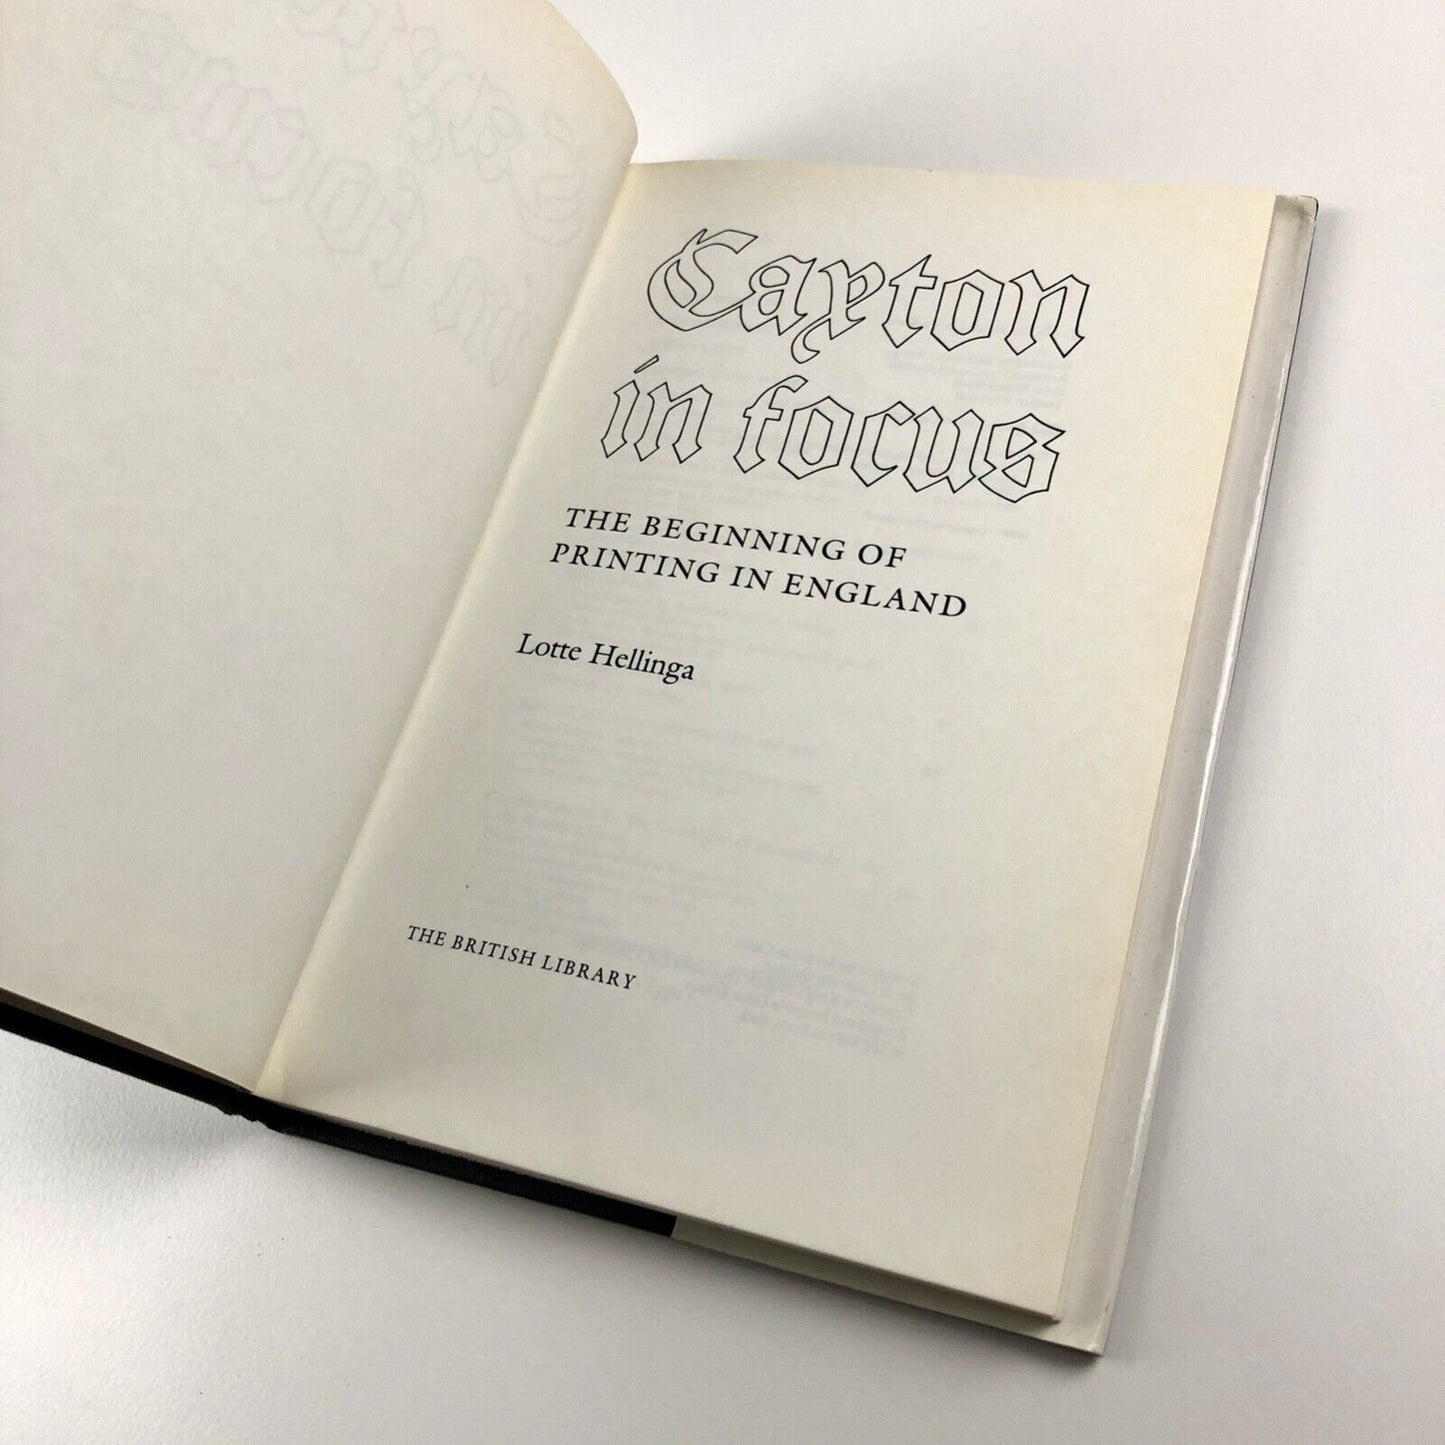 Caxton
in focus
THE BEGINNING OF
PRINTING IN ENGLAND
Lotte Hellinga
THE BRITISH LIBRARY